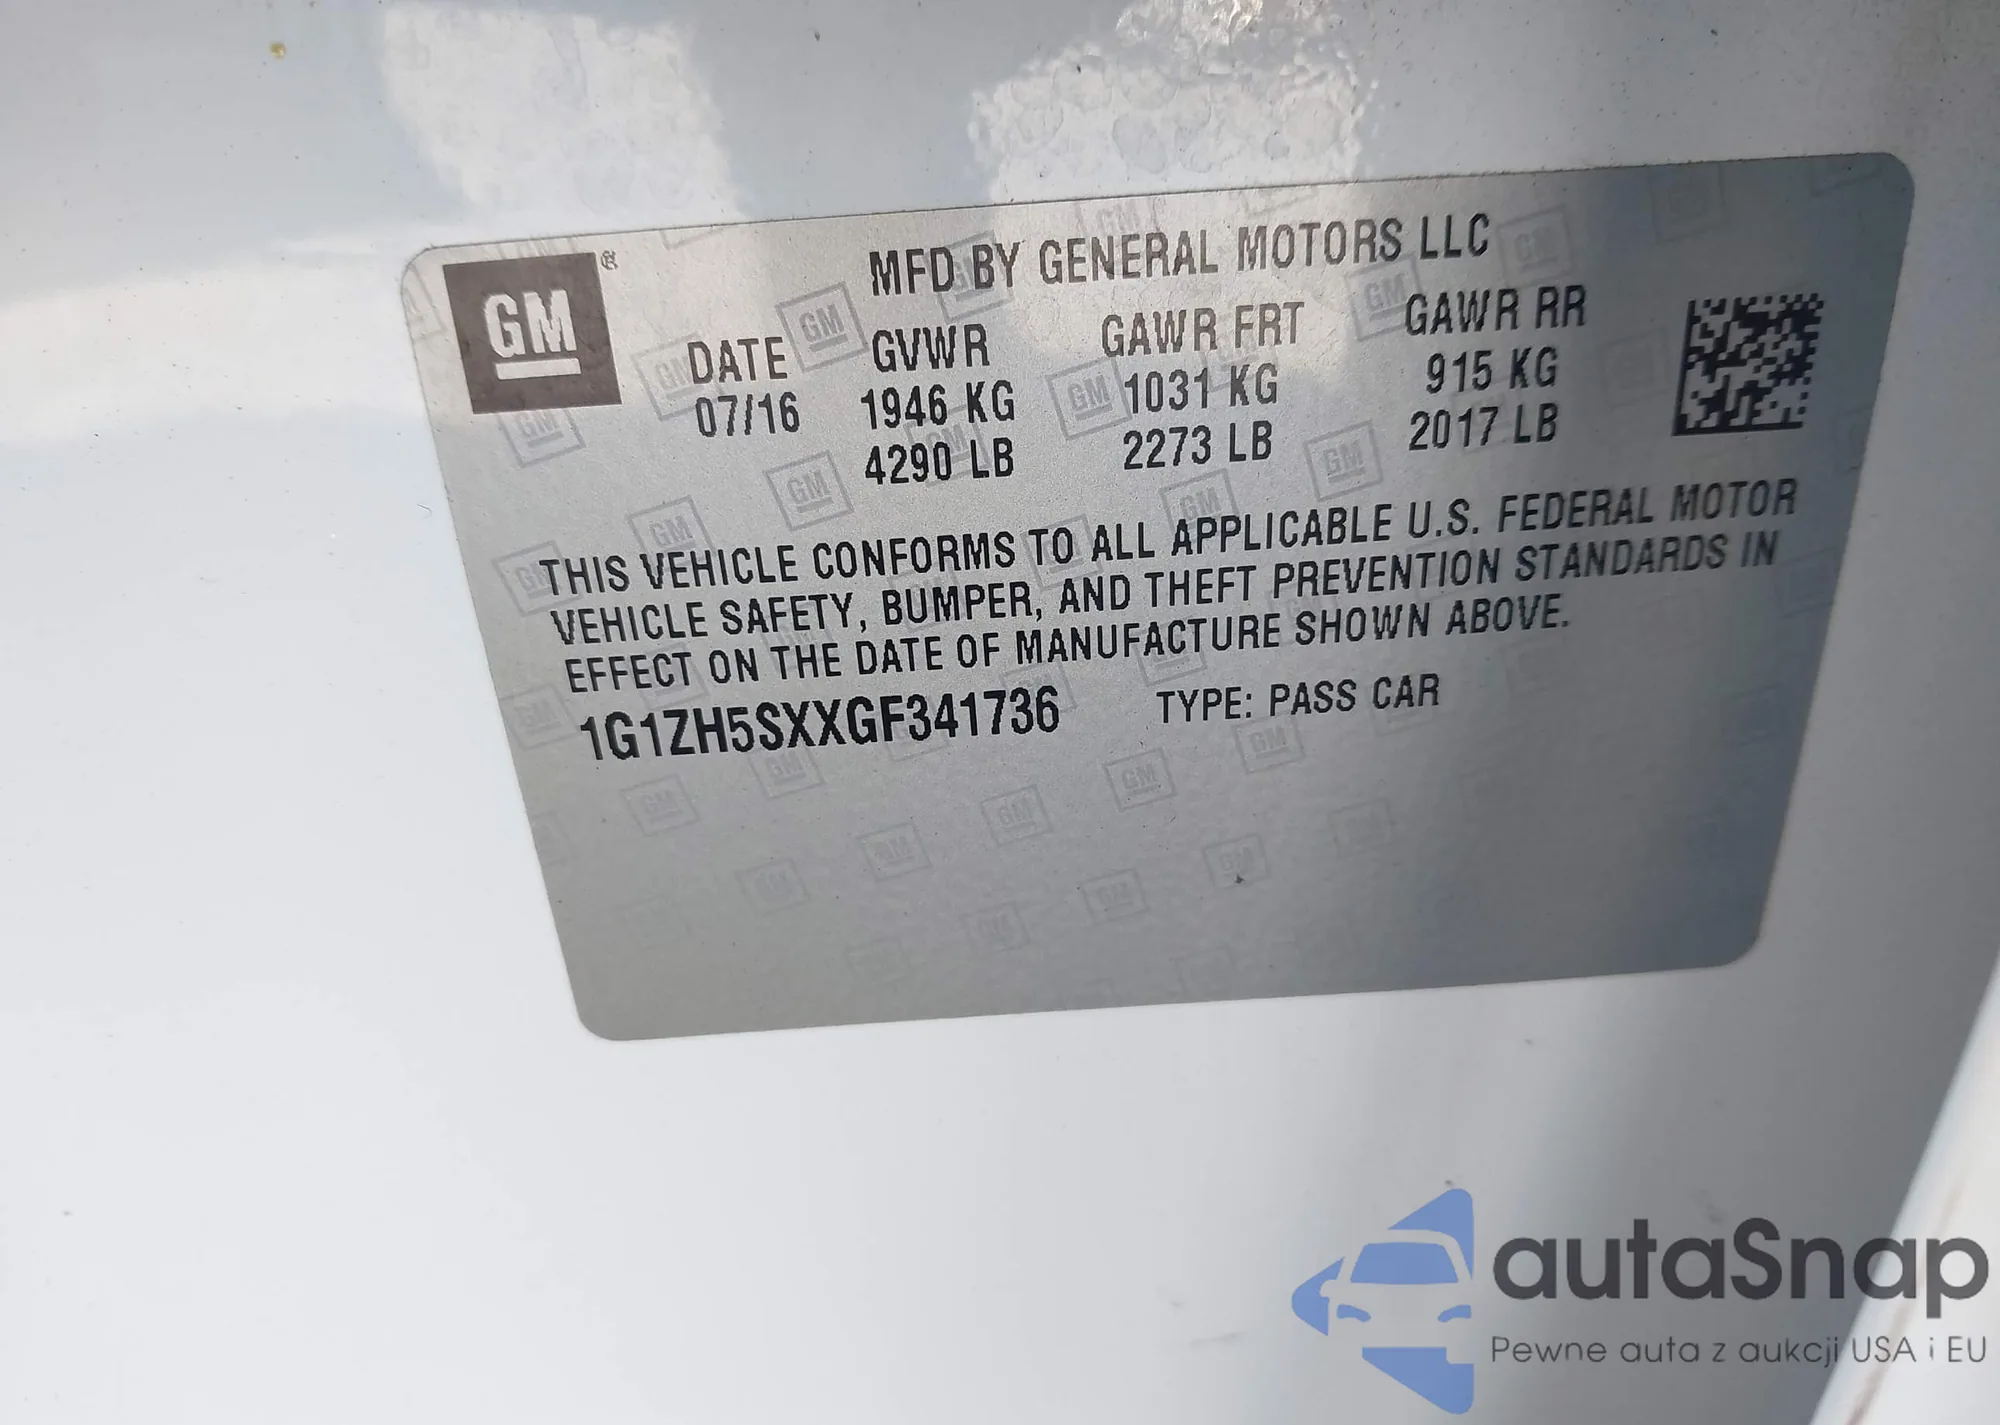 GM ®
MFD BY GENERAL MOTORS LLC
DATE GVWR GAWR FRT GAWR RR
07/16 1946 KG 1031 KG 915 KG
4290 LB 2273 LB 2017 LB
THIS VEHICLE CONFORMS TO ALL APPLICABLE U.S. FEDERAL MOTOR
VEHICLE SAFETY, BUMPER, AND THEFT PREVENTION STANDARDS IN
EFFECT ON THE DATE OF MANUFACTURE SHOWN ABOVE.
1G1ZH5SXXGF341736 TYPE: PASS CAR
autaSnap
Pewne auta z aukcji USA i EU